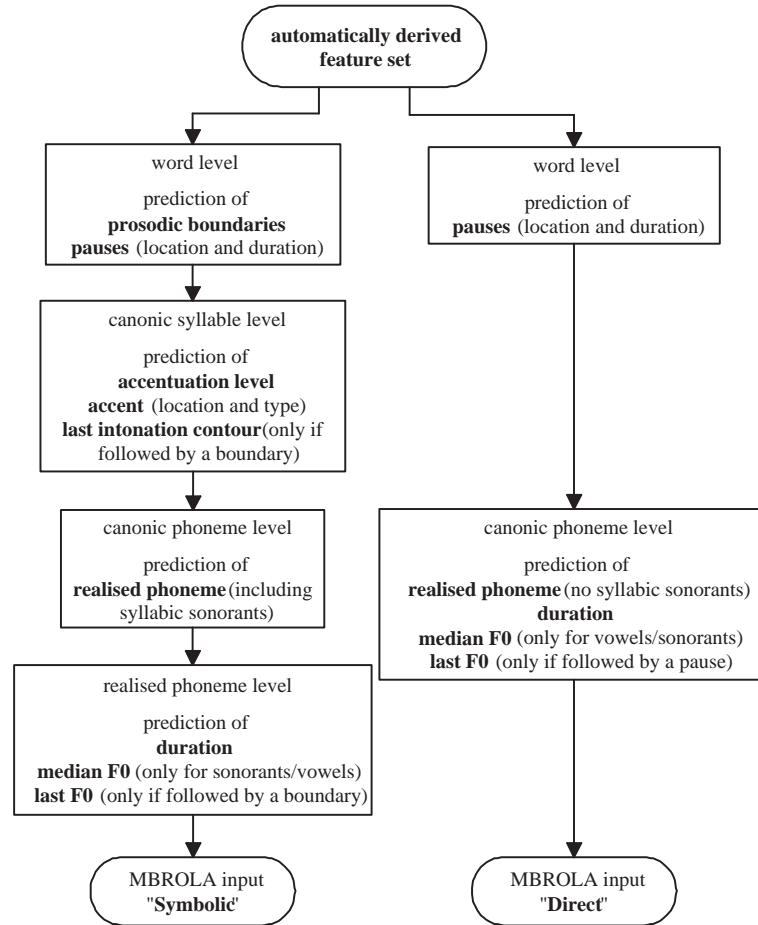 automatically derived
feature set
word level
prediction of
prosodic boundaries
pauses (location and duration)
canonic syllable level
prediction of
accentuation level
accent (location and type)
last intonation contour(only if
followed by a boundary)
canonic phoneme level
prediction of
realised phoneme (including
syllabic sonorants)
realised phoneme level
prediction of
duration
median F0 (only for sonorants/vowels)
last F0 (only if followed by a boundary)
MBROLA input
"Symbolic"
word level
prediction of
pauses (location and duration)
canonic phoneme level
prediction of
realised phoneme (no syllabic sonorants)
duration
median F0 (only for vowels/sonorants)
last F0 (only if followed by a pause)
MBROLA input
"Direct"